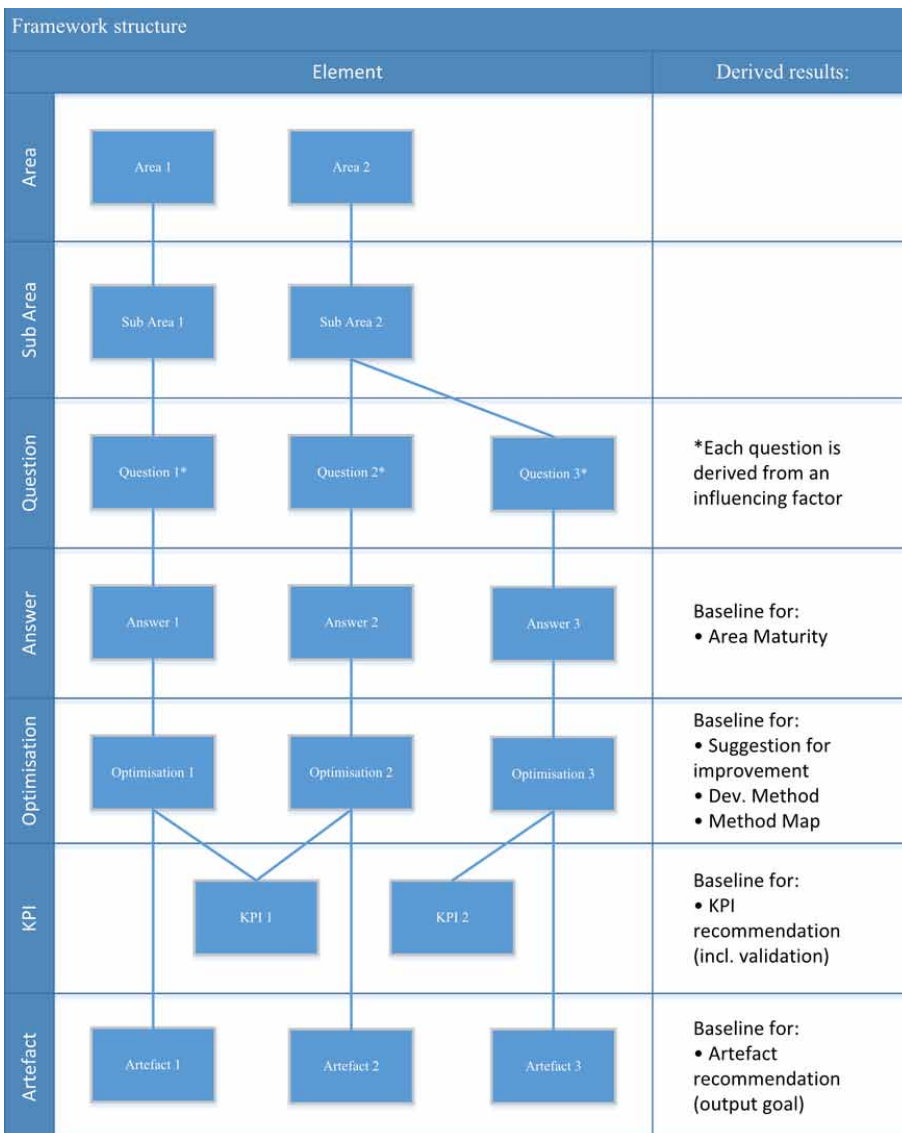 Framework structure
Element
Derived results:
Area
Area 1
Area 2
Sub Area
Sub Area 1
Sub Area 2
Question
Question 1*
Question 2*
Question 3*
*Each question is
derived from an
influencing factor
Answer
Answer 1
Answer 2
Answer 3
Baseline for:
• Area Maturity
Optimisation
Optimisation 1
Optimisation 2
Optimisation 3
Baseline for:
• Suggestion for
improvement
• Dev. Method
• Method Map
KPI
KPI 1
KPI 2
Baseline for:
• KPI
recommendation
(incl. validation)
Artefact
Artefact 1
Artefact 2
Artefact 3
Baseline for:
• Artefact
recommendation
(output goal)